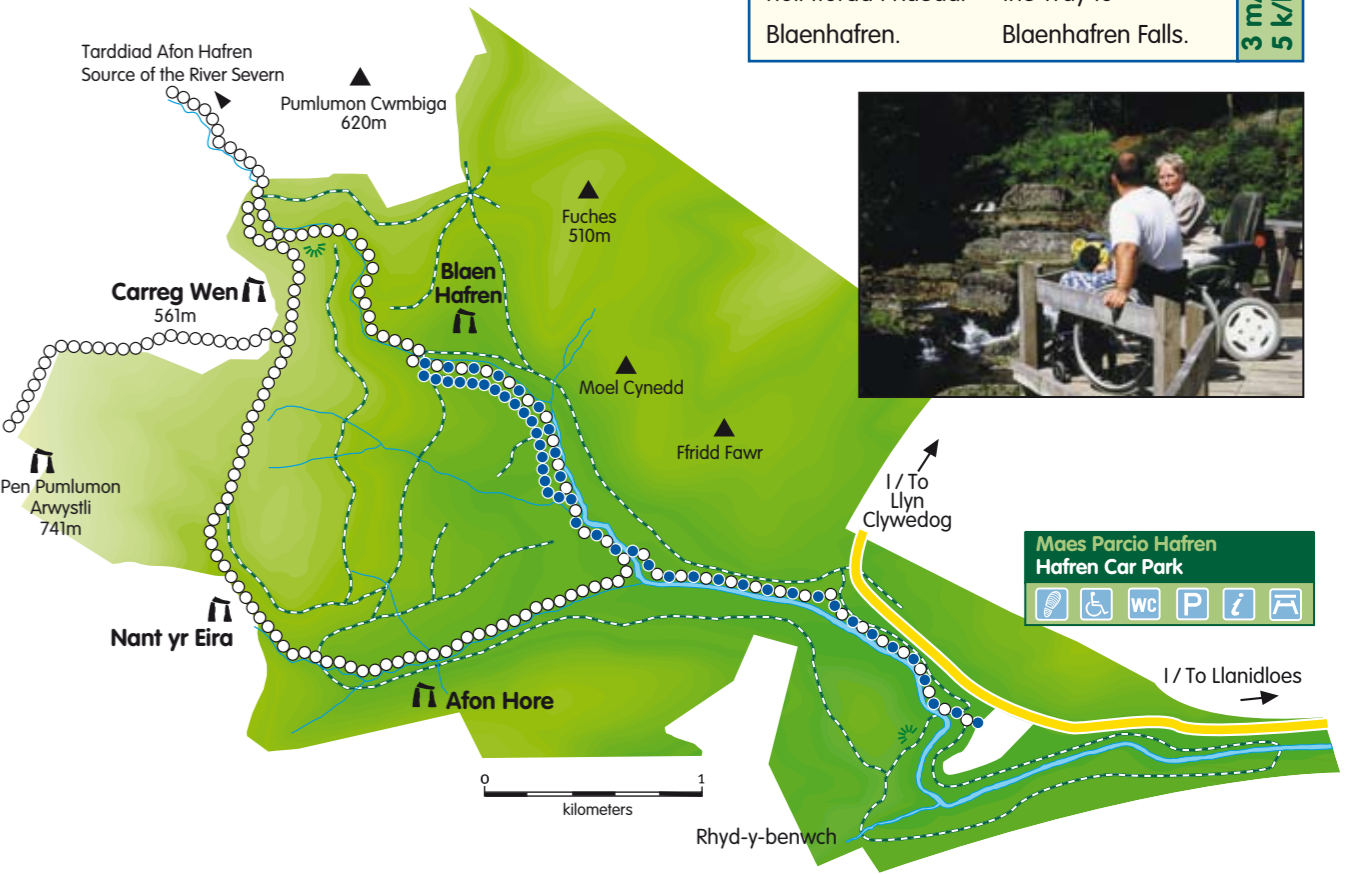 Blaenhafren.
Blaenhafren Falls.
Tarddiad Afon Hafren
Source of the River Severn
Pumlumon Cwmbiga
620m
Fuches
510m
Blaen
Hafren
Carreg Wen
561m
Moel Cynedd
Ffridd Fawr
Pen Pumlumon
Arwystli
741m
I / To
Llyn
Clywedog
Maes Parcio Hafren
Hafren Car Park
WC
P
i
Nant yr Eira
I / To Llanidloes
Afon Hore
0
1
kilometers
Rhyd-y-benwch